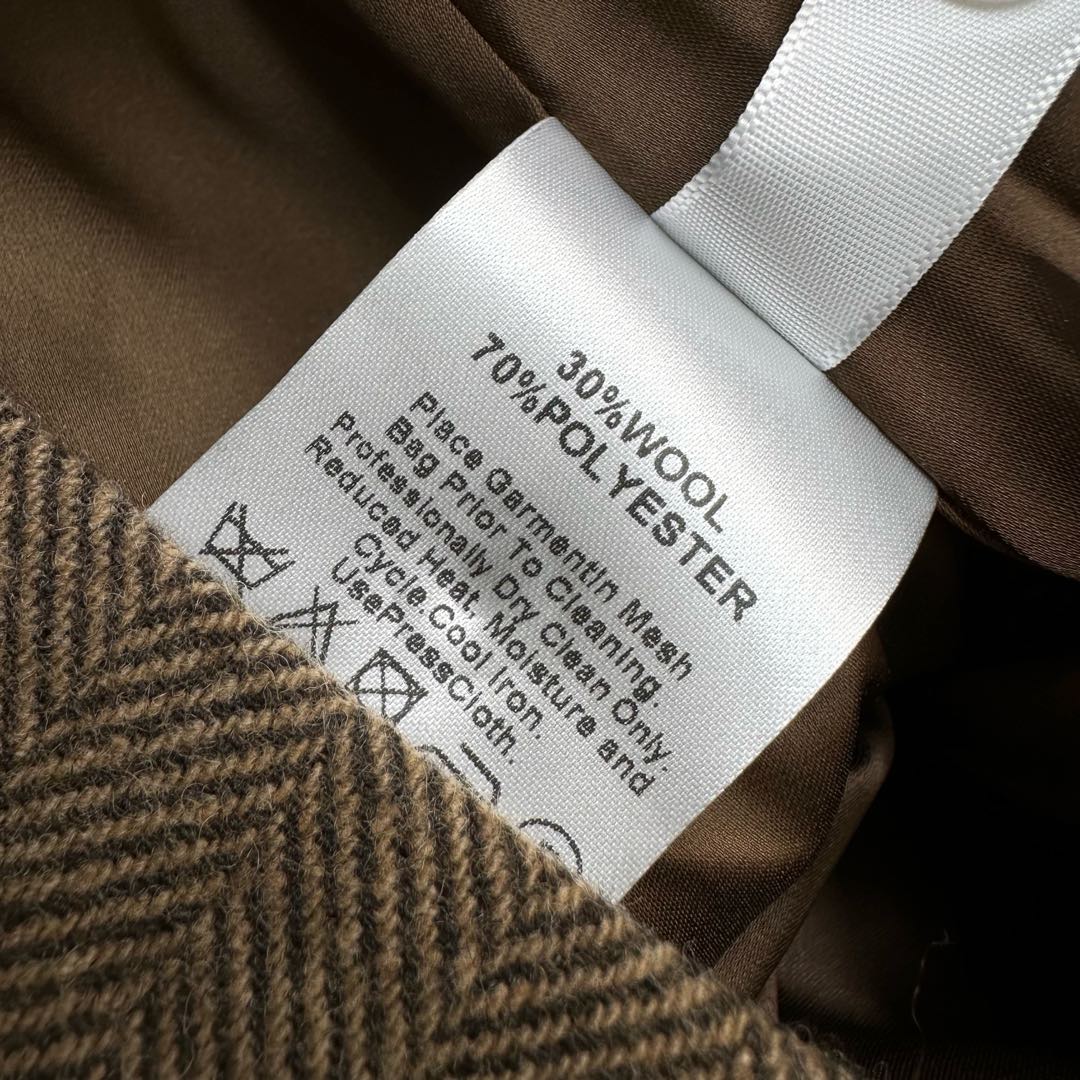 30%WOOL
70%POLYESTER
Place GarmentIn Mesh
Bag Prior To Cleaning.
Professionally Dry Clean Only.
Reduced Heat, Moisture and
Cycle.Cool Iron.
UsePressCloth.